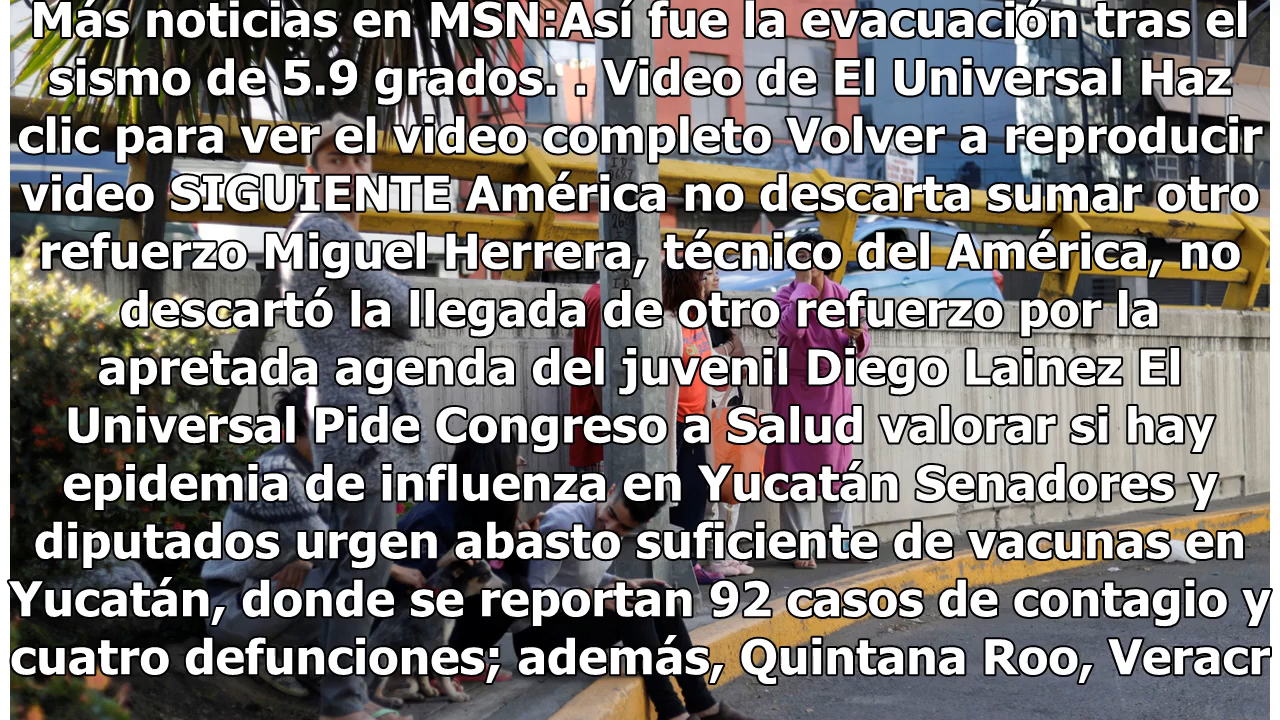 Más noticias en MSN:Así fue la evacuación tras el
sismo de 5.9 grados. . Video de El Universal Haz
clic para ver el video completo Volver a reproducir
video SIGUIENTE América no descarta sumar otro
refuerzo Miguel Herrera, técnico del América, no
descartó la llegada de otro refuerzo por la
apretada agenda del juvenil Diego Lainez El
Universal Pide Congreso a Salud valorar si hay
epidemia de influenza en Yucatán Senadores y
diputados urgen abasto suficiente de vacunas en
Yucatán, donde se reportan 92 casos de contagio y
cuatro defunciones; además, Quintana Roo, Veracr